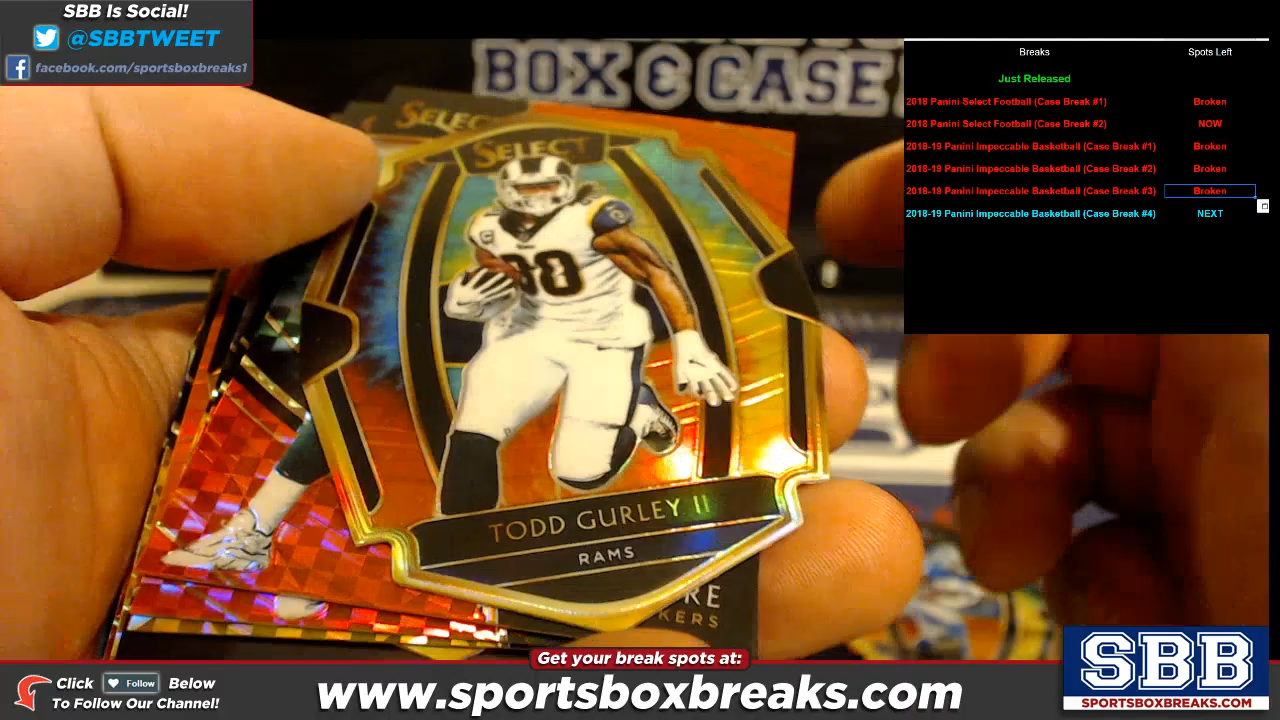 SBB Is Social!
@SBBTWEET
facebook.com/sportsboxbreaks1
BOX & CASE
Breaks Spots Left
Just Released
2018 Panini Select Football (Case Break #1) Broken
2018 Panini Select Football (Case Break #2) NOW
2018-19 Panini Impeccable Basketball (Case Break #1) Broken
2018-19 Panini Impeccable Basketball (Case Break #2) Broken
2018-19 Panini Impeccable Basketball (Case Break #3) Broken
2018-19 Panini Impeccable Basketball (Case Break #4) NEXT
SELECT
SELECT
30
TODD GURLEY II
RAMS
RE
KERS
Get your break spots at:
Click Follow Below
To Follow Our Channel!
www.sportsboxbreaks.com
SBB
SPORTSBOXBREAKS.COM